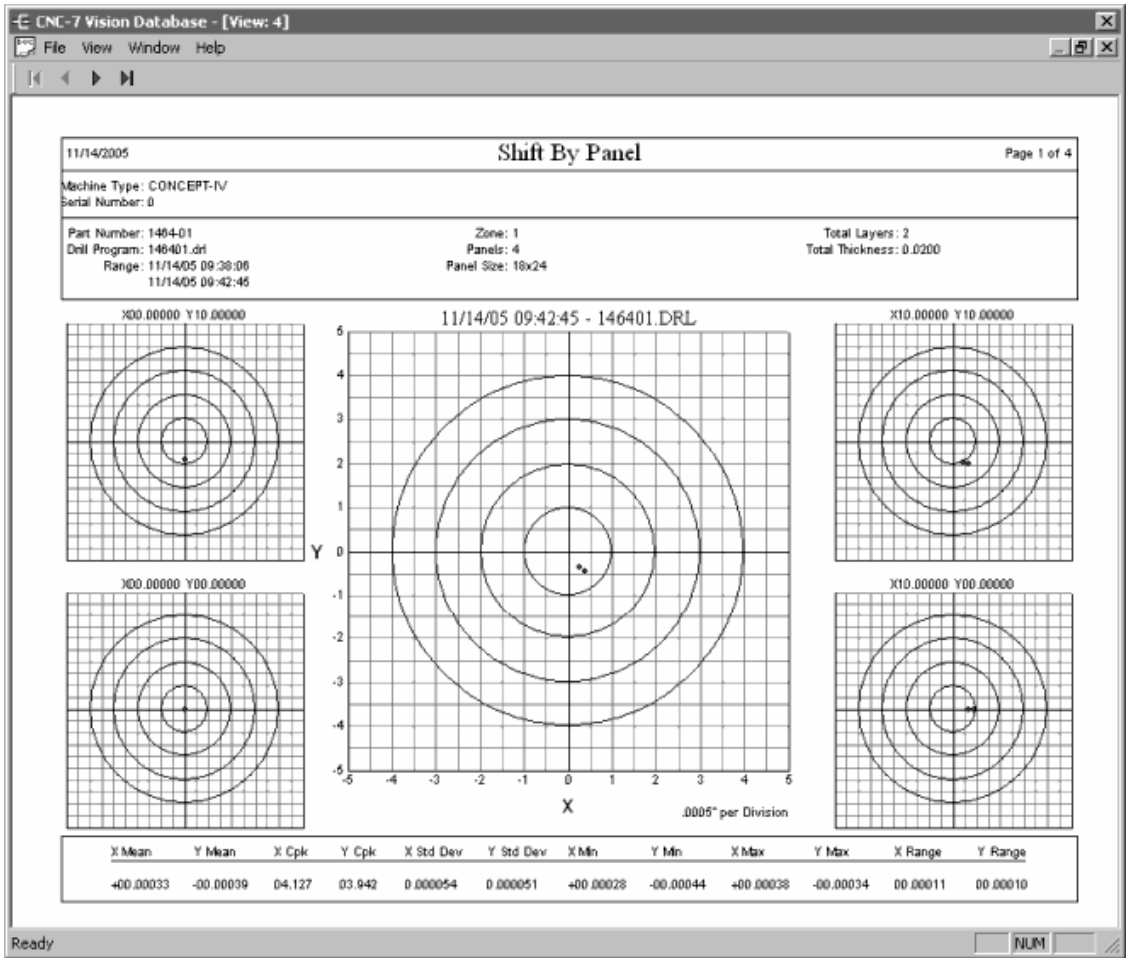 CNC-7 Vision Database - [View: 4]
File View Window Help
11/14/2005 Shift By Panel Page 1 of 4
Machine Type: CONCEPT-IV
Serial Number: 0
Part Number: 1464-01 Zone: 1 Total Layers: 2
Drill Program: 146401.drl Panels: 4 Total Thickness: 0.0200
Range: 11/14/05 09:38:06 Panel Size: 18x24
11/14/05 09:42:45
X00.00000 Y10.00000
11/14/05 09:42:45 - 146401.DRL
X10.00000 Y10.00000
5
4
3
2
1
Y 0
-1
-2
-3
-4
-5
X00.00000 Y00.00000
X10.00000 Y00.00000
-5 -4 -3 -2 -1 0 1 2 3 4 5
X
.0005" per Division
X Mean Y Mean X Cpk Y Cpk X Std Dev Y Std Dev X Min Y Min X Max Y Max X Range Y Range
+00.00033 -00.00039 04.127 03.942 0.000054 0.000051 +00.00028 -00.00044 +00.00038 -00.00034 00.00011 00.00010
Ready NUM